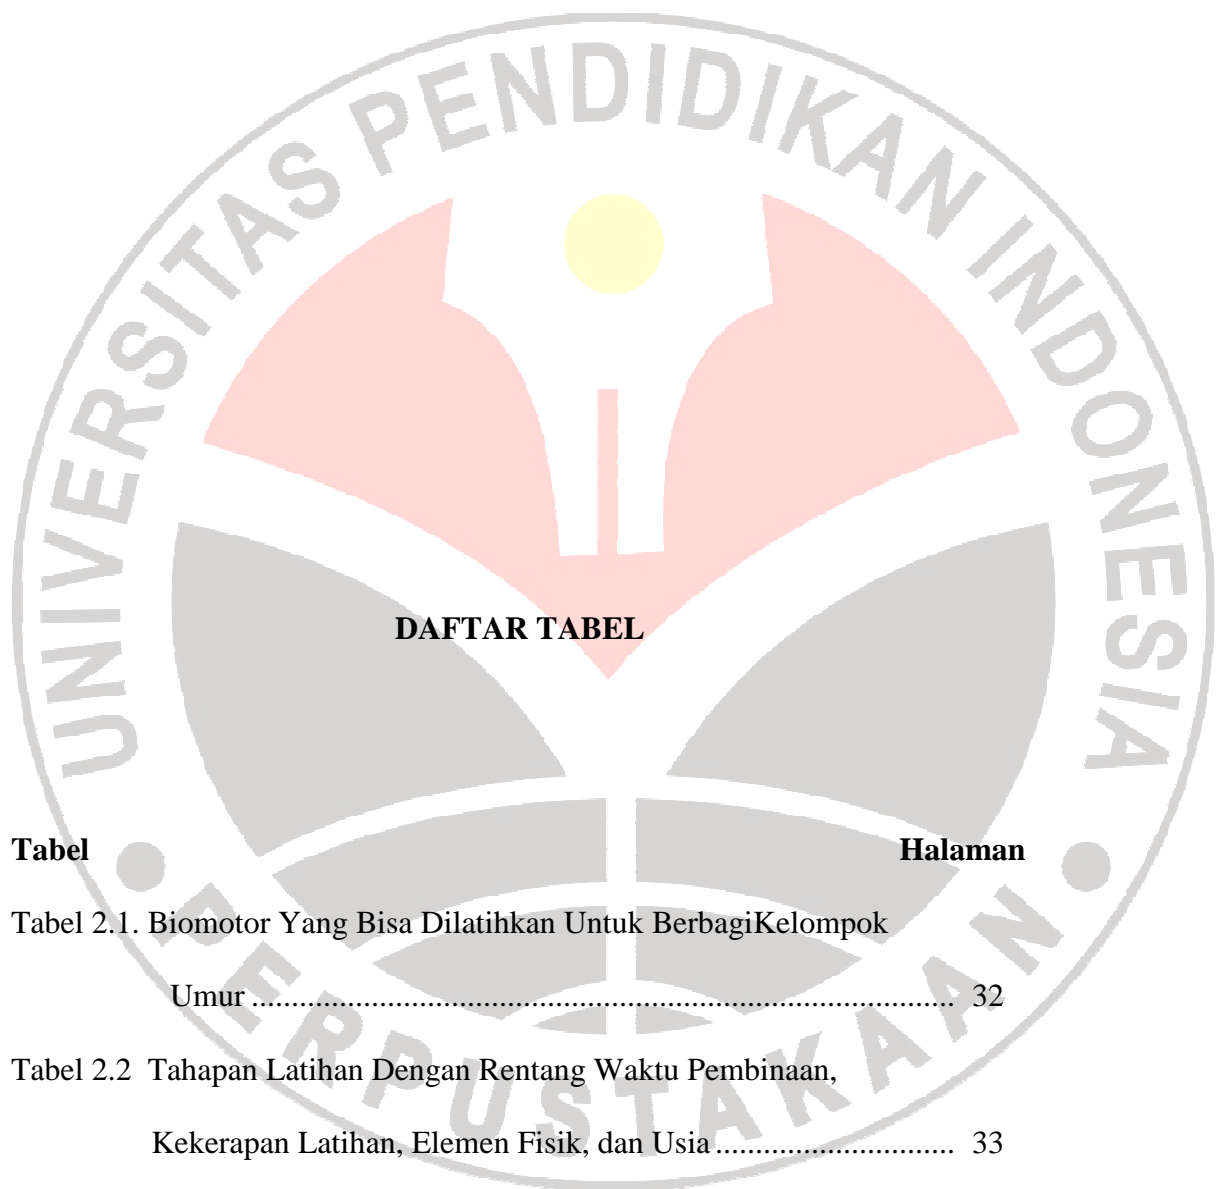 UNIVERSITAS PENDIDIKAN INDONESIA
PERPUSTAKAAN
DAFTAR TABEL
Tabel Halaman
Tabel 2.1. Biomotor Yang Bisa Dilatihkan Untuk BerbagiKelompok
Umur ........................................................................................ 32
Tabel 2.2 Tahapan Latihan Dengan Rentang Waktu Pembinaan,
Kekerapan Latihan, Elemen Fisik, dan Usia .............................. 33